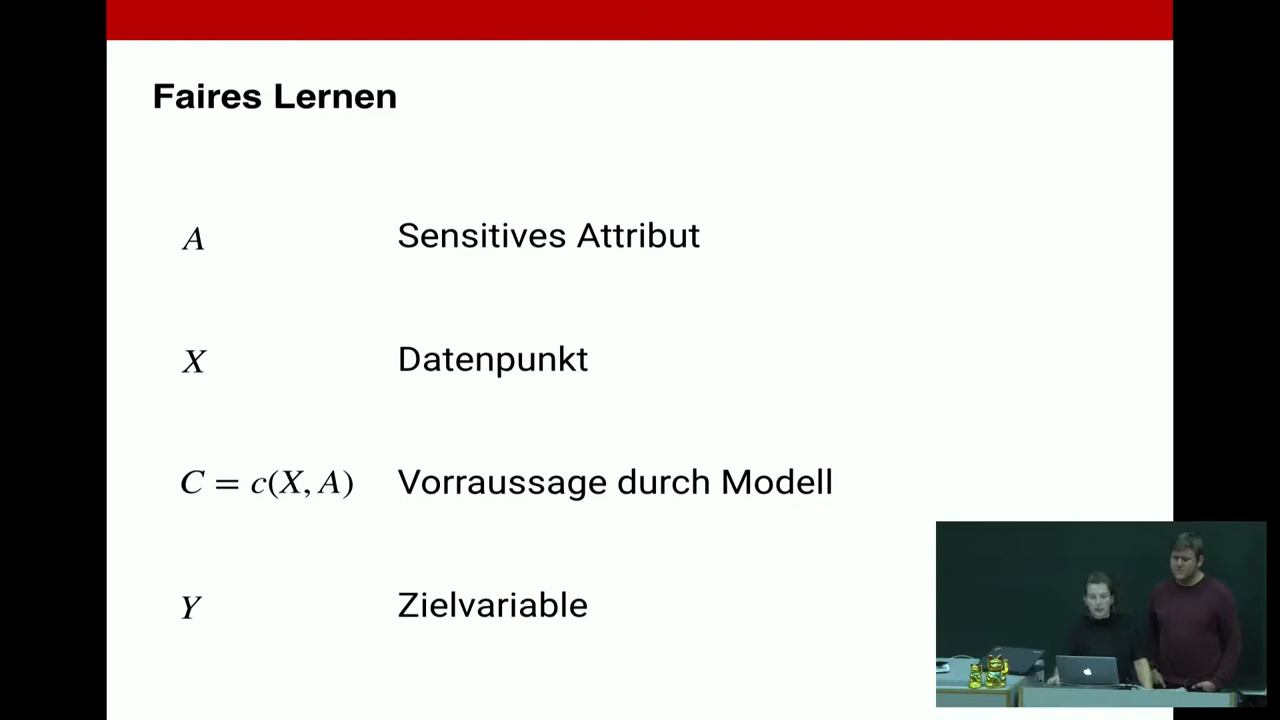 Faires Lernen
A Sensitives Attribut
X Datenpunkt
C = c(X, A) Vorraussage durch Modell
Y Zielvariable